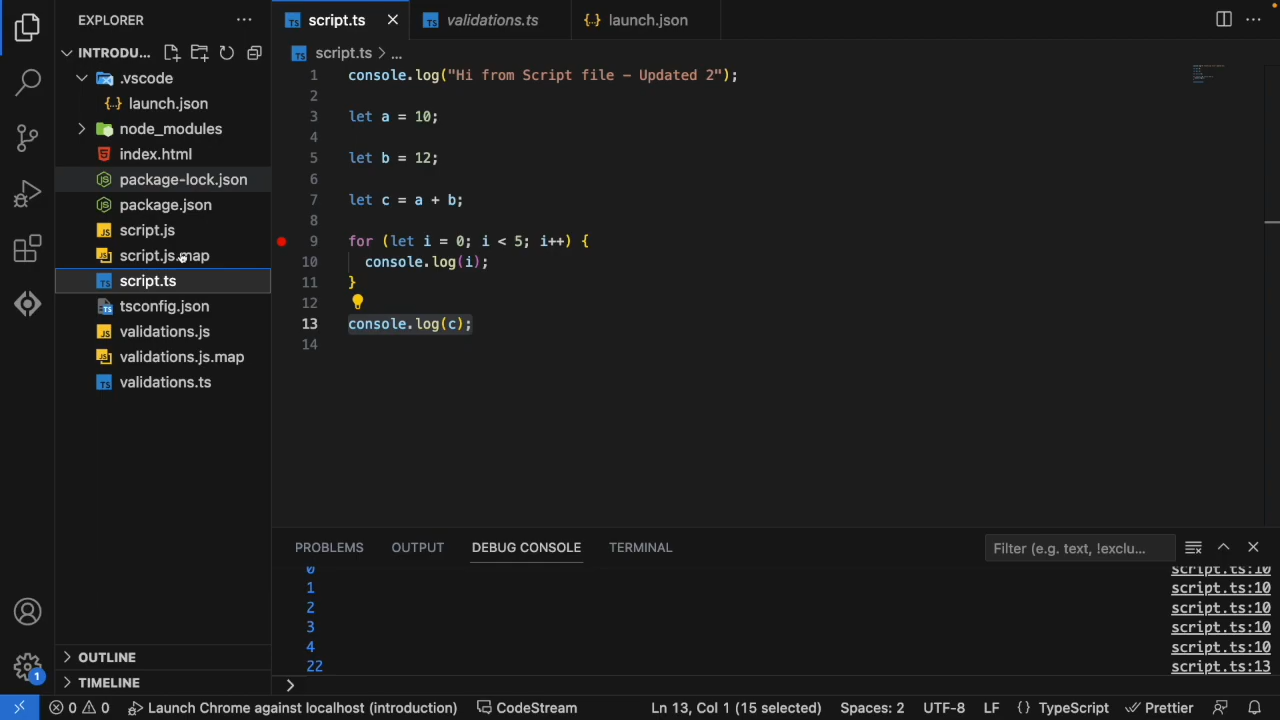 EXPLORER
script.ts
validations.ts
{} launch.json
INTRODU...
script.ts > ...
.vscode
{} launch.json
node_modules
index.html
package-lock.json
package.json
script.js
script.js.map
script.ts
tsconfig.json
validations.js
validations.js.map
validations.ts
OUTLINE
TIMELINE
1 console.log("Hi from Script file - Updated 2");
2
3 let a = 10;
4
5 let b = 12;
6
7 let c = a + b;
8
9 for (let i = 0; i < 5; i++) {
10 console.log(i);
11 }
12
13 console.log(c);
14
PROBLEMS OUTPUT DEBUG CONSOLE TERMINAL Filter (e.g. text, !exclu...
0 script.ts:10
1 script.ts:10
2 script.ts:10
3 script.ts:10
4 script.ts:10
22 script.ts:13
>
1
0 0 Launch Chrome against localhost (introduction) CodeStream Ln 13, Col 1 (15 selected) Spaces: 2 UTF-8 LF {} TypeScript Prettier